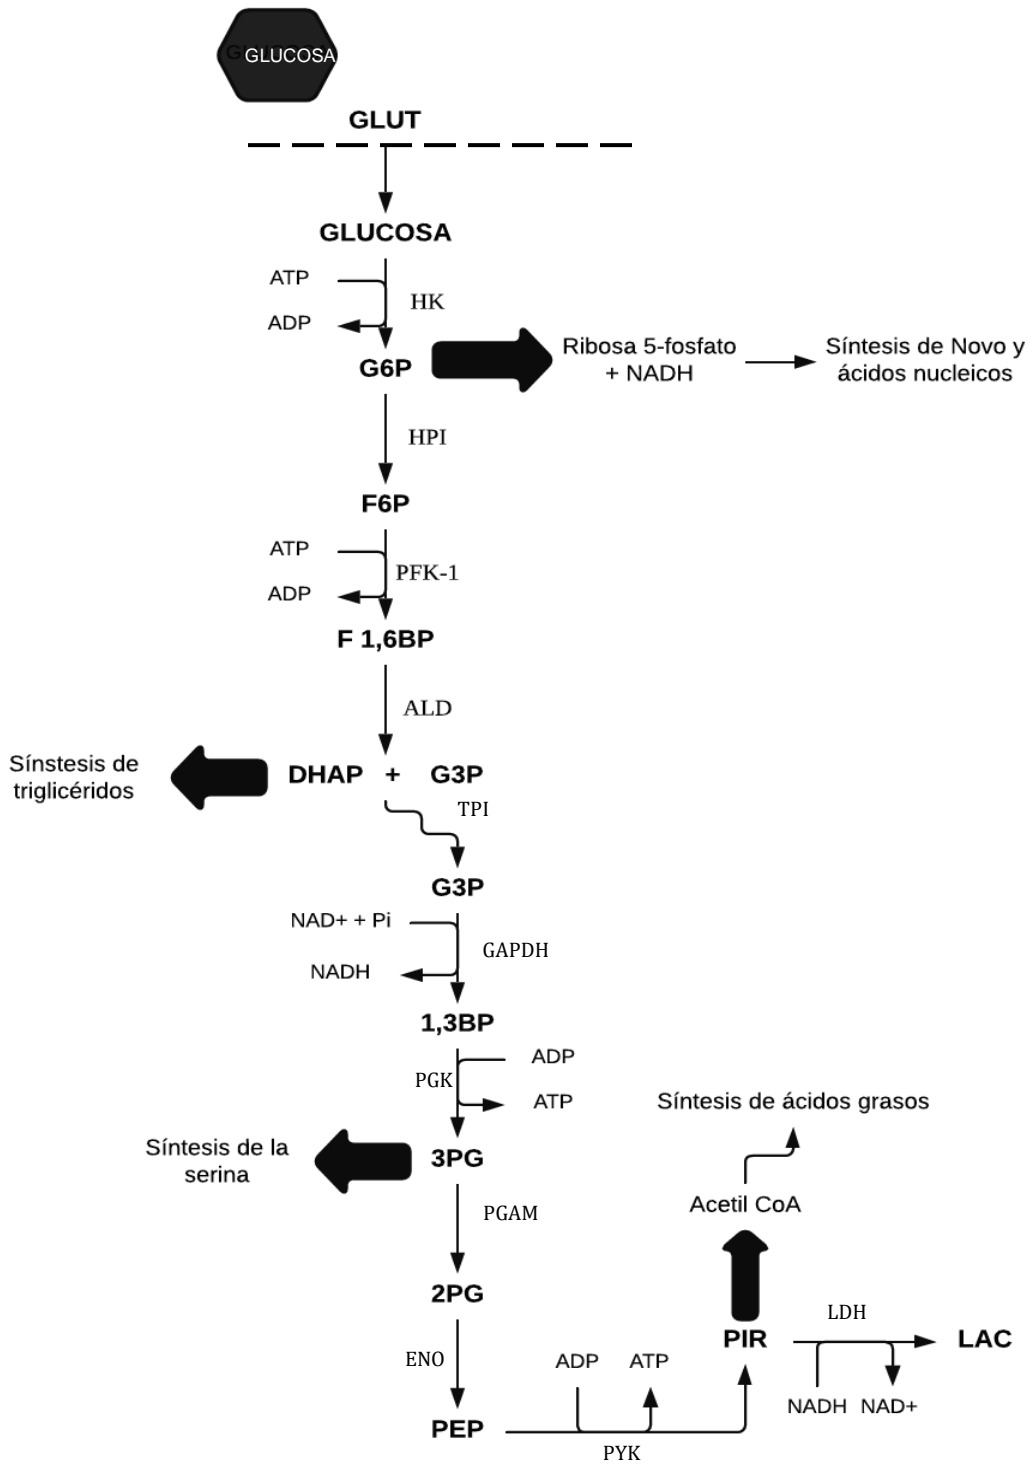 GLUCOSA
GLUT
GLUCOSA
ATP
HK
ADP
G6P
Ribosa 5-fosfato
+ NADH
Síntesis de Novo y
ácidos nucleicos
HPI
F6P
ATP
PFK-1
ADP
F 1,6BP
ALD
Sínstesis de
triglicéridos
DHAP + G3P
TPI
G3P
NAD+ + Pi
GAPDH
NADH
1,3BP
ADP
PGK
ATP
Síntesis de la
serina
3PG
PGAM
2PG
ENO
PEP
ADP
ATP
PYK
Síntesis de ácidos grasos
Acetil CoA
PIR
LDH
LAC
NADH
NAD+